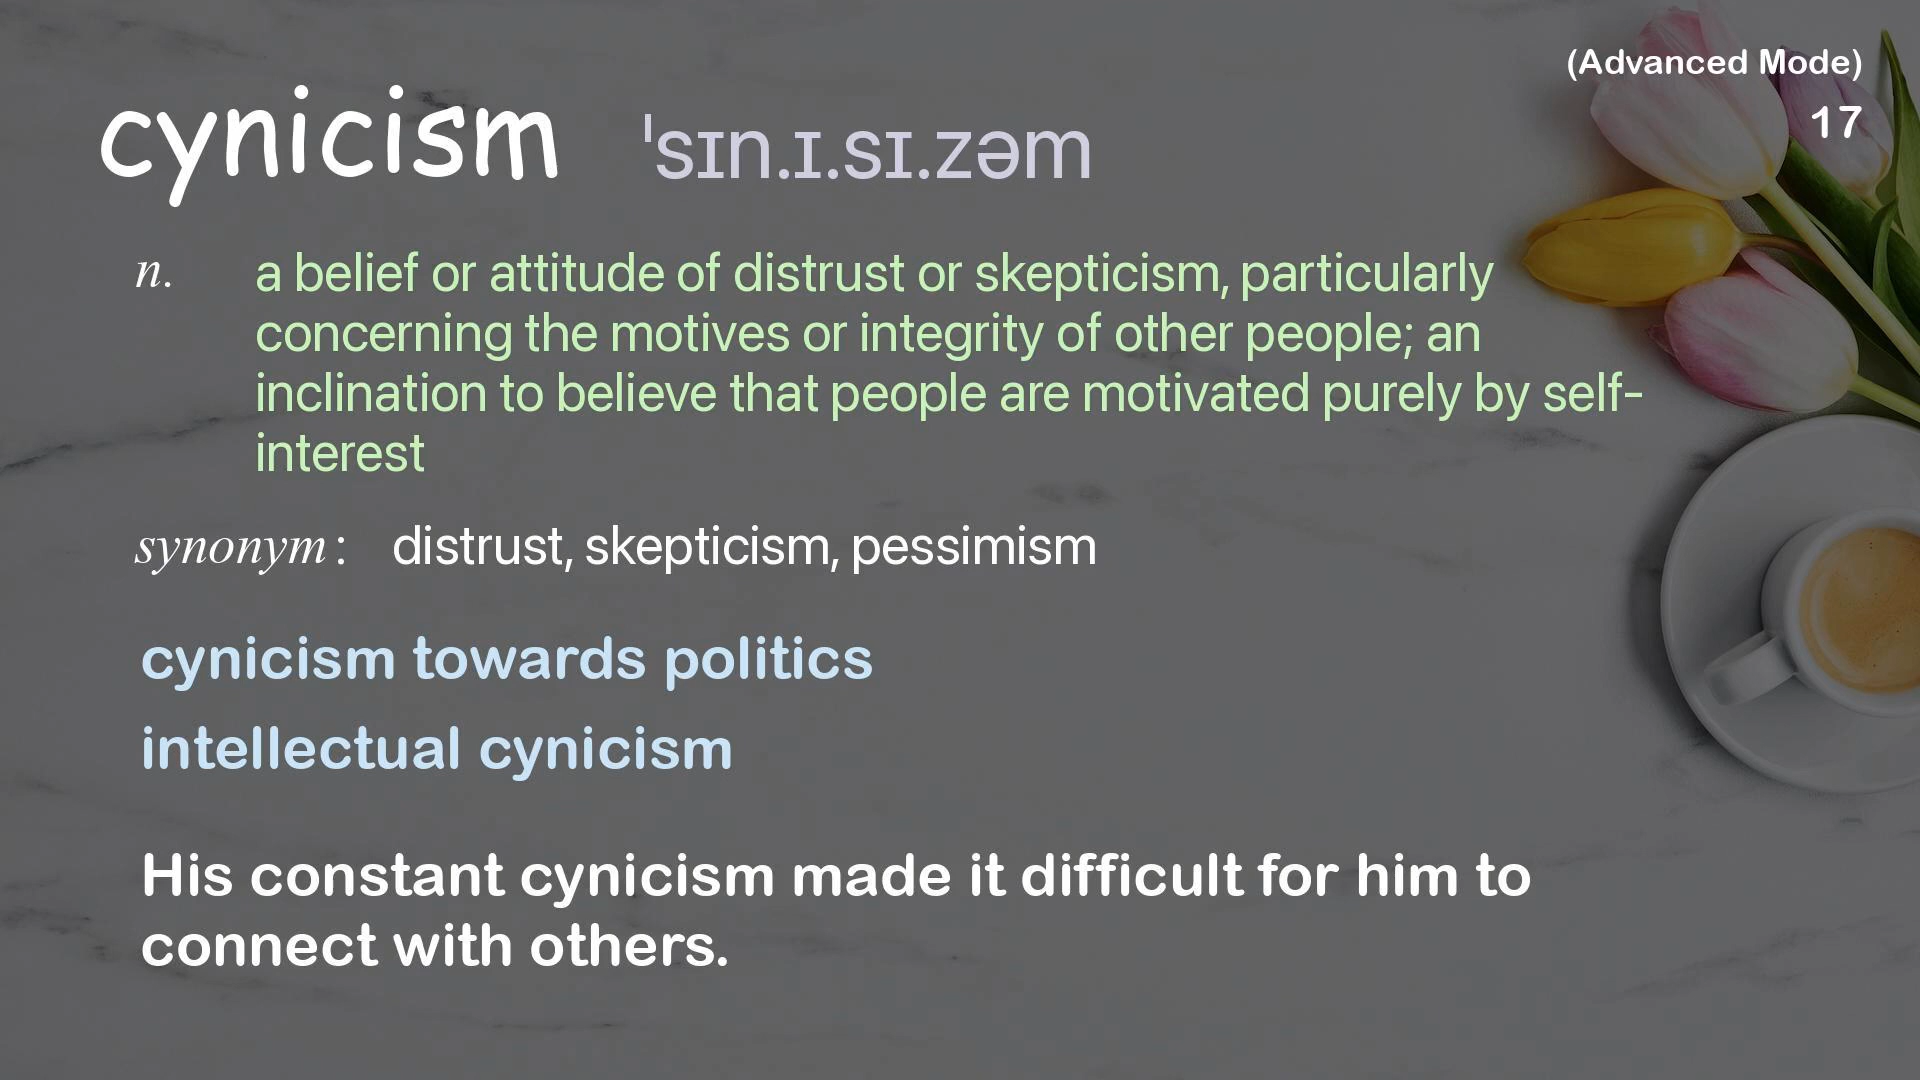 (Advanced Mode)
17
cynicism ˈsɪn.ɪ.sɪ.zəm
n. a belief or attitude of distrust or skepticism, particularly
concerning the motives or integrity of other people; an
inclination to believe that people are motivated purely by self-
interest
synonym: distrust, skepticism, pessimism
cynicism towards politics
intellectual cynicism
His constant cynicism made it difficult for him to
connect with others.